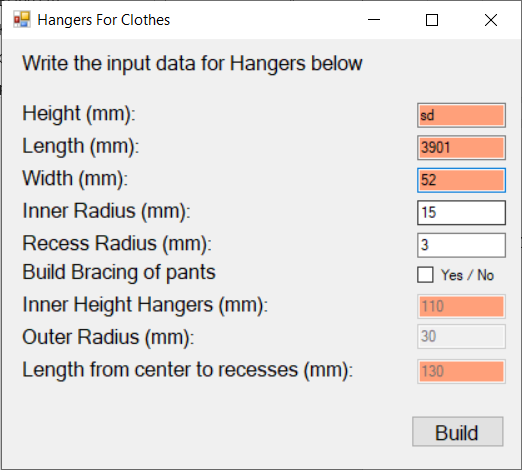 Hangers For Clothes
Write the input data for Hangers below
Height (mm): sd
Length (mm): 3901
Width (mm): 52
Inner Radius (mm): 15
Recess Radius (mm): 3
Build Bracing of pants Yes / No
Inner Height Hangers (mm): 110
Outer Radius (mm): 30
Length from center to recesses (mm): 130
Build